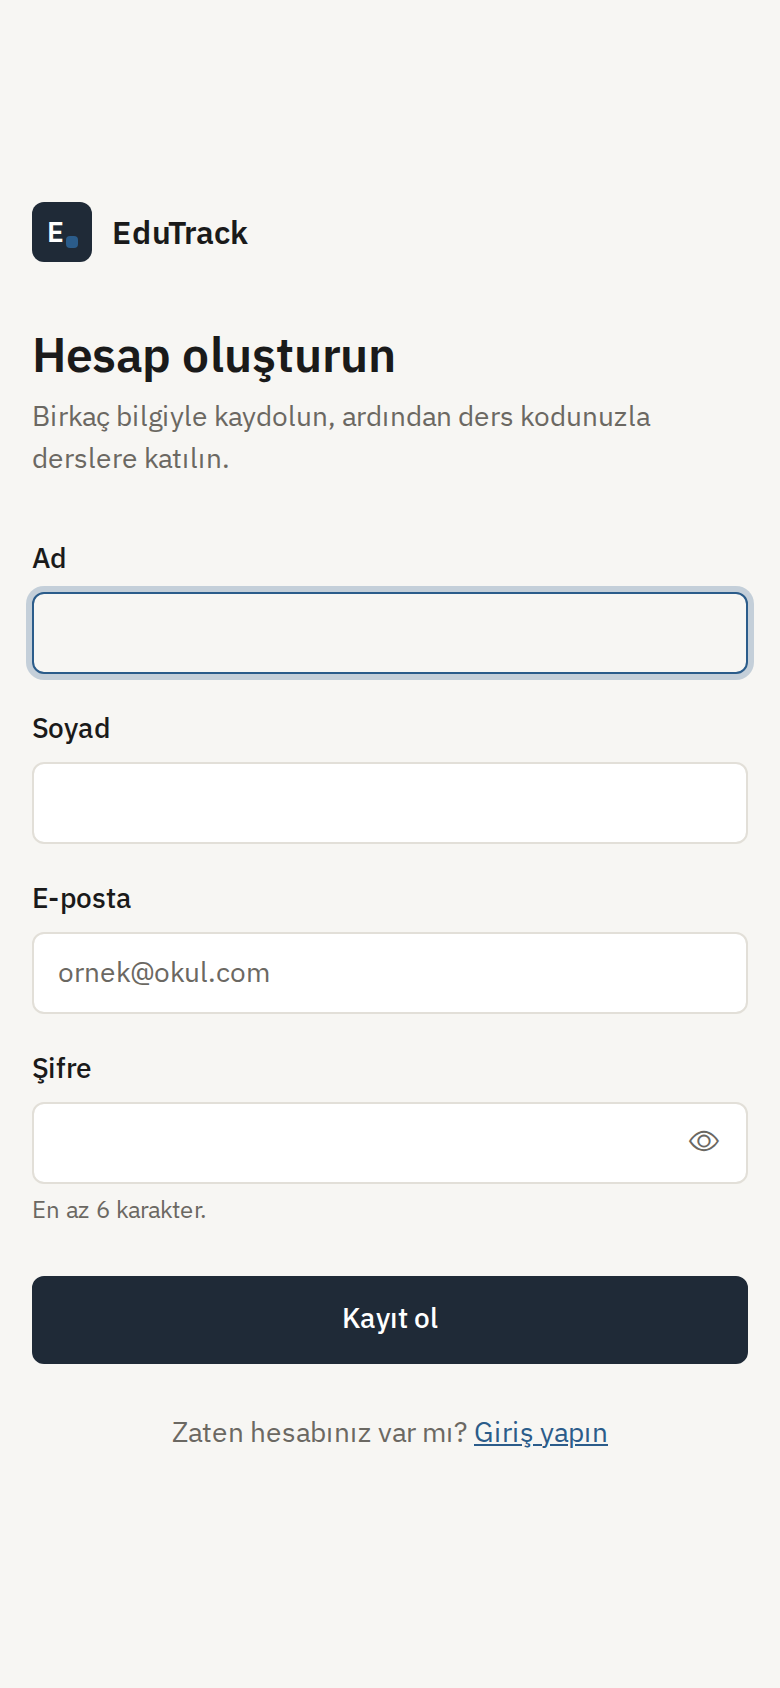 E
EduTrack
Hesap oluşturun
Birkaç bilgiyle kaydolun, ardından ders kodunuzla
derslere katılın.
Ad
Soyad
E-posta
ornek@okul.com
Şifre
En az 6 karakter.
Kayıt ol
Zaten hesabınız var mı? Giriş yapın